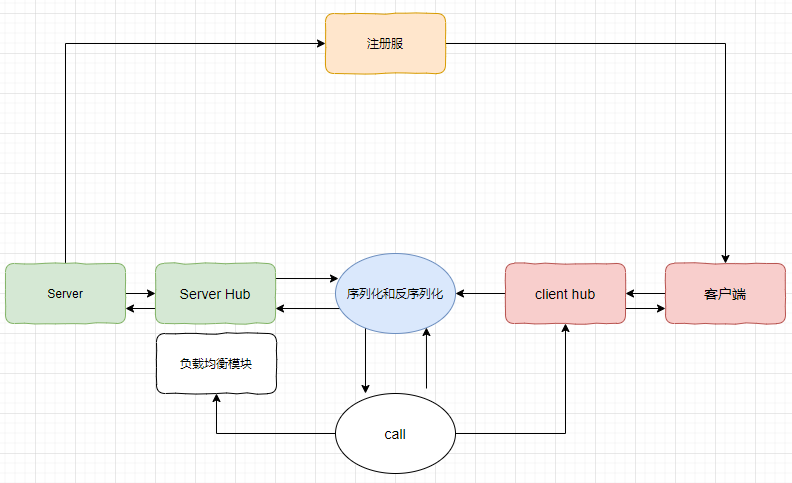 注册服
Server
Server Hub
序列化和反序列化
client hub
客户端
负载均衡模块
call